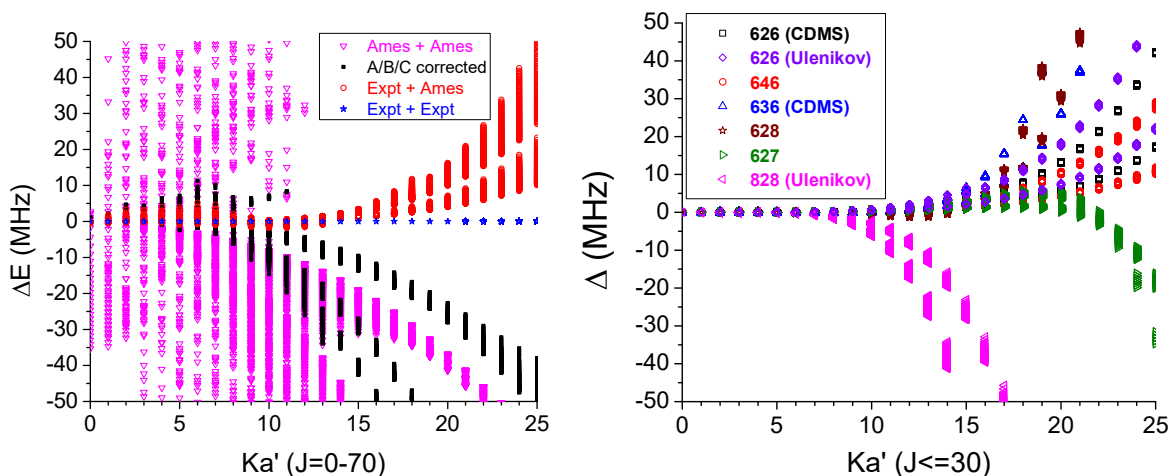 50
40
30
20
10
0
-10
-20
-30
-40
-50
ΔE (MHz)
0 5 10 15 20 25
Ka' (J=0-70)
Ames + Ames
A/B/C corrected
Expt + Ames
Expt + Expt
50
40
30
20
10
0
-10
-20
-30
-40
-50
Δ (MHz)
0 5 10 15 20 25
Ka' (J<=30)
626 (CDMS)
626 (Ulenikov)
646
636 (CDMS)
628
627
828 (Ulenikov)